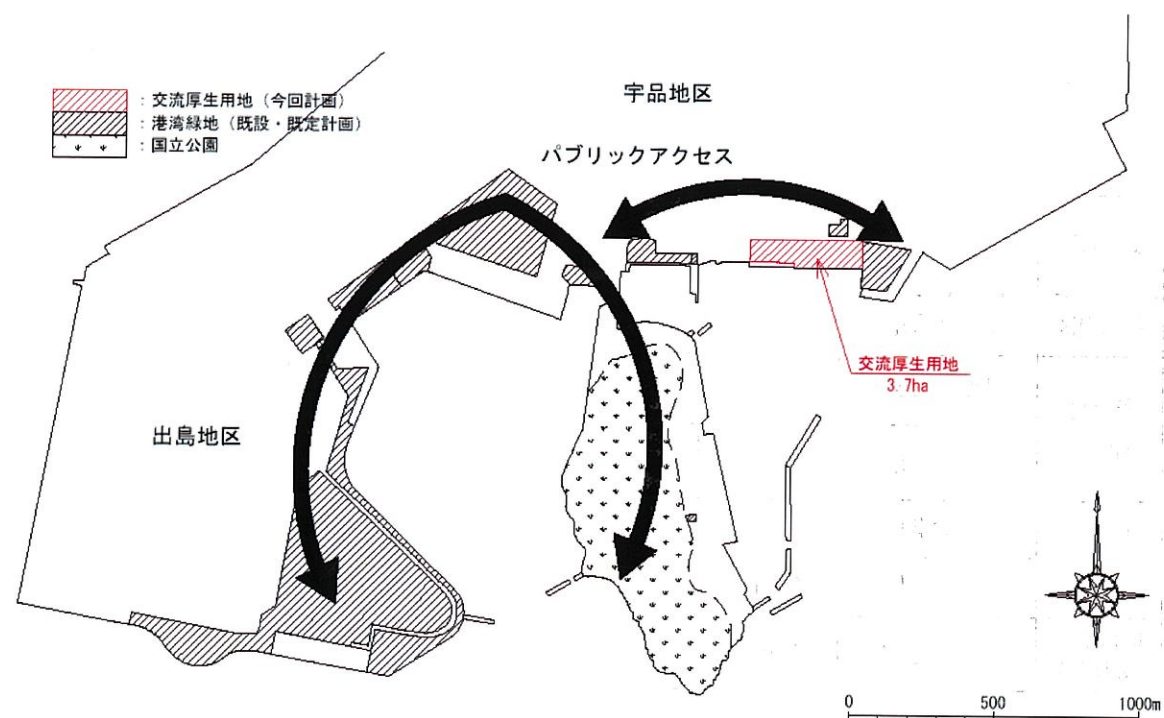 宇品地区
: 交流厚生用地 (今回計画)
: 港湾緑地 (既設・既定計画)
: 国立公園
パブリックアクセス
交流厚生用地
3.7ha
出島地区
0 500 1000m